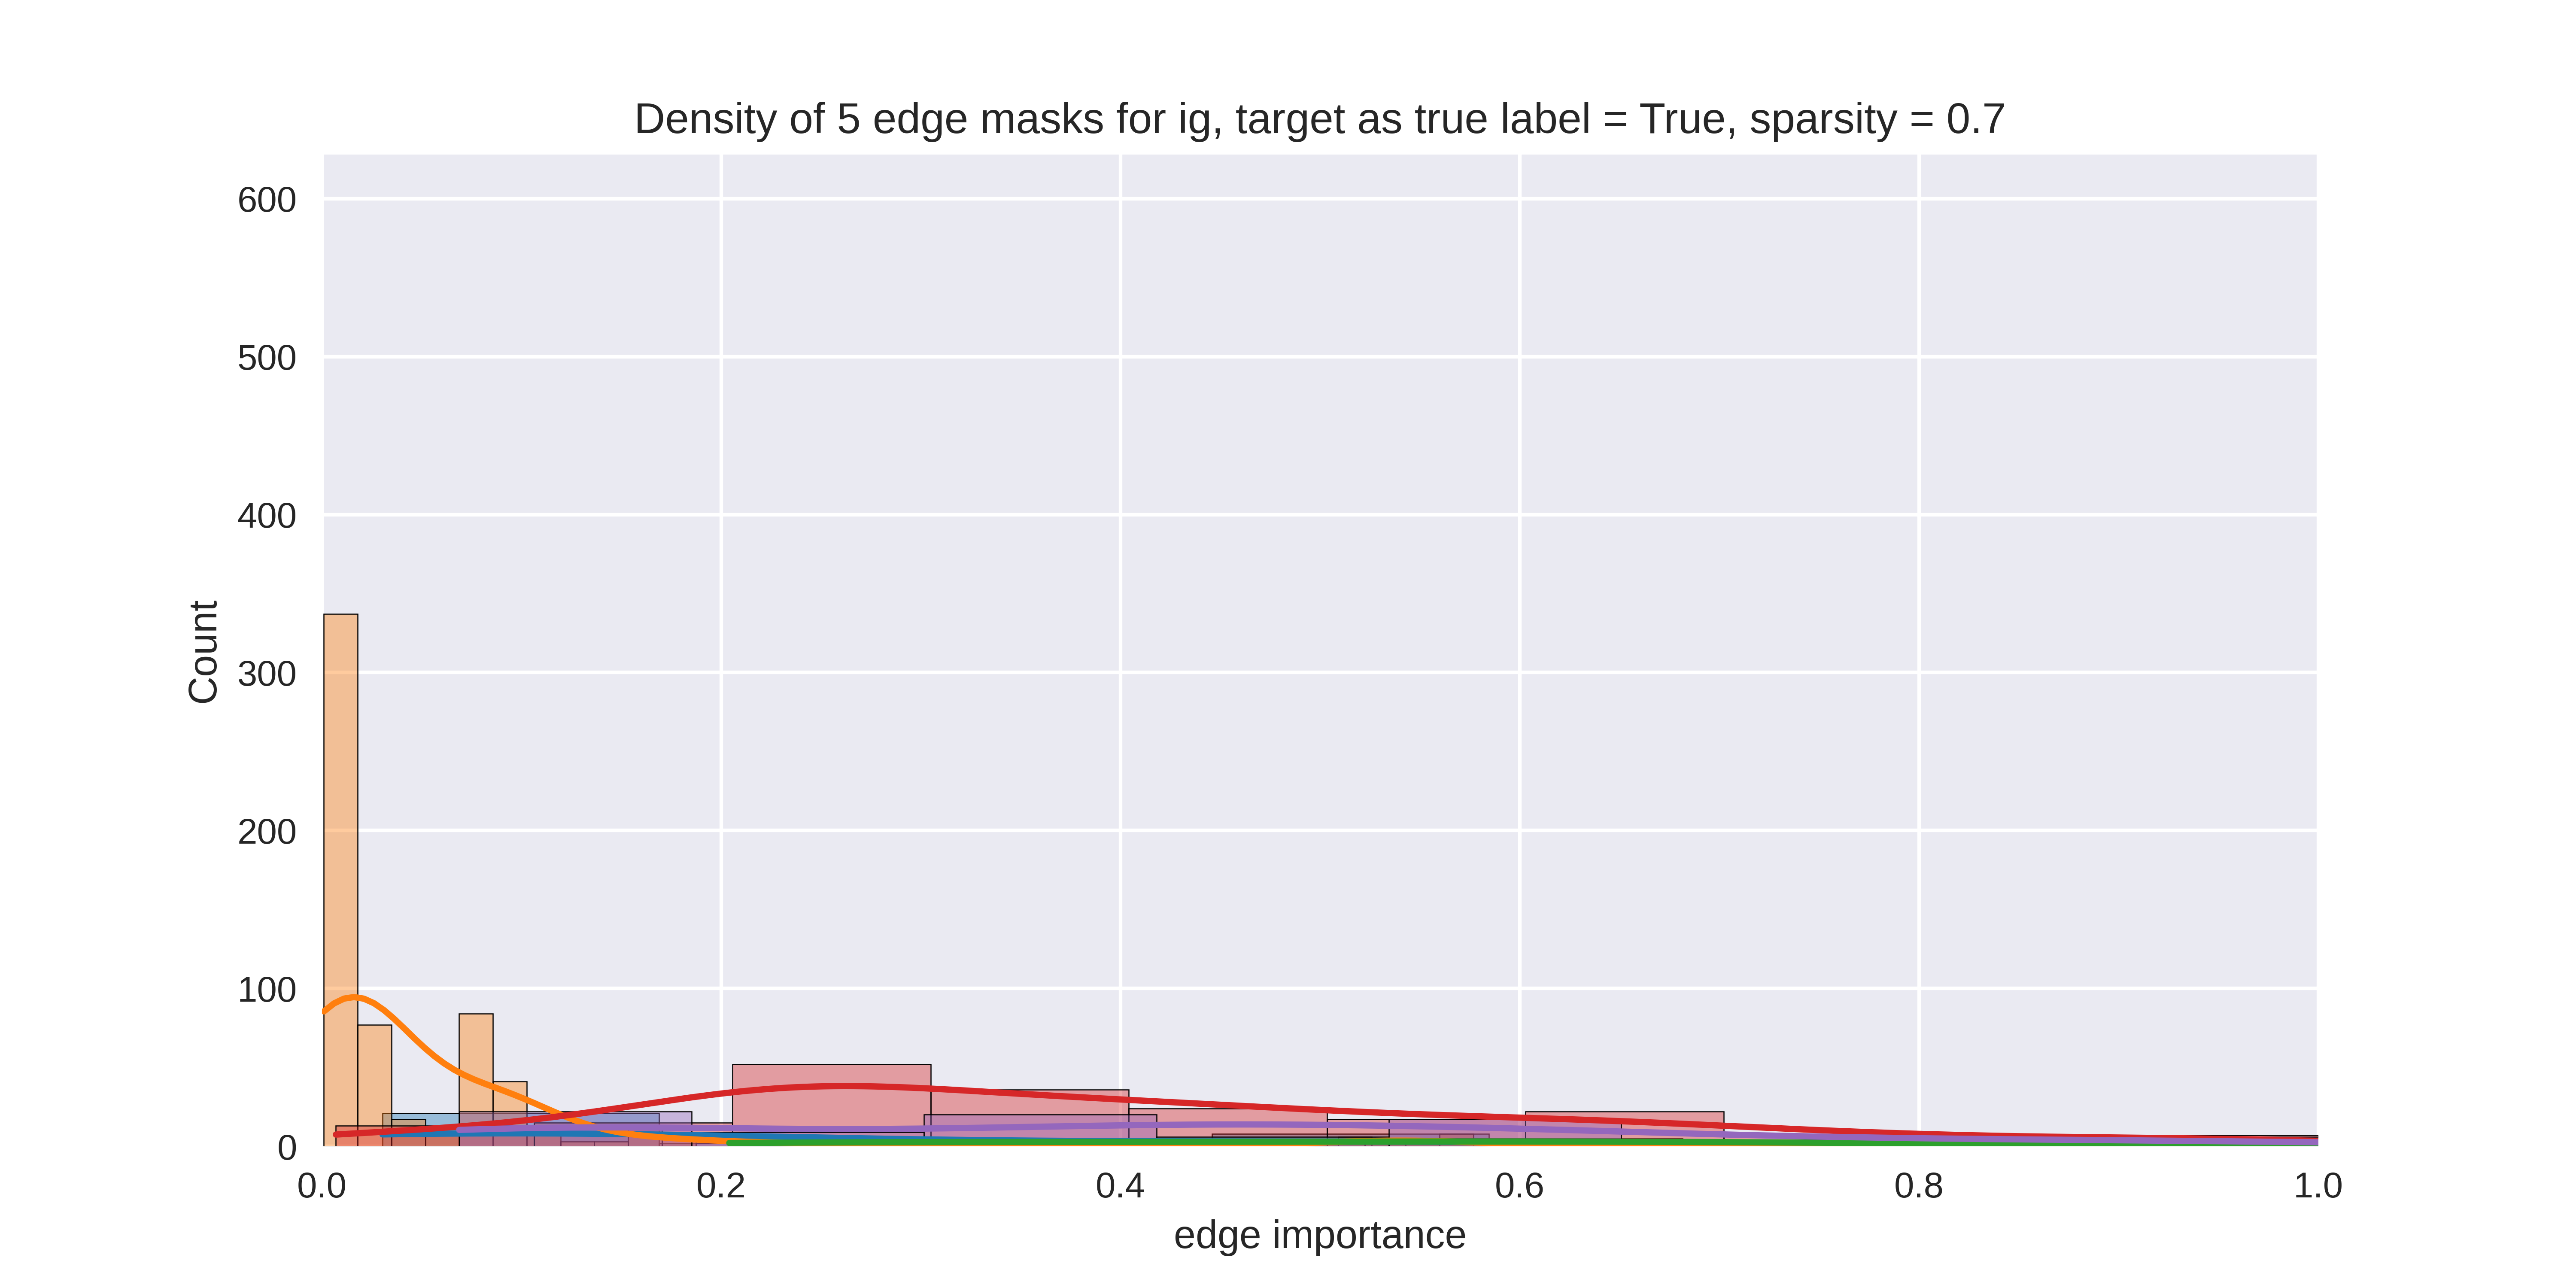 Density of 5 edge masks for ig, target as true label = True, sparsity = 0.7
600
500
400
300
200
100
0
Count
0.0 0.2 0.4 0.6 0.8 1.0
edge importance